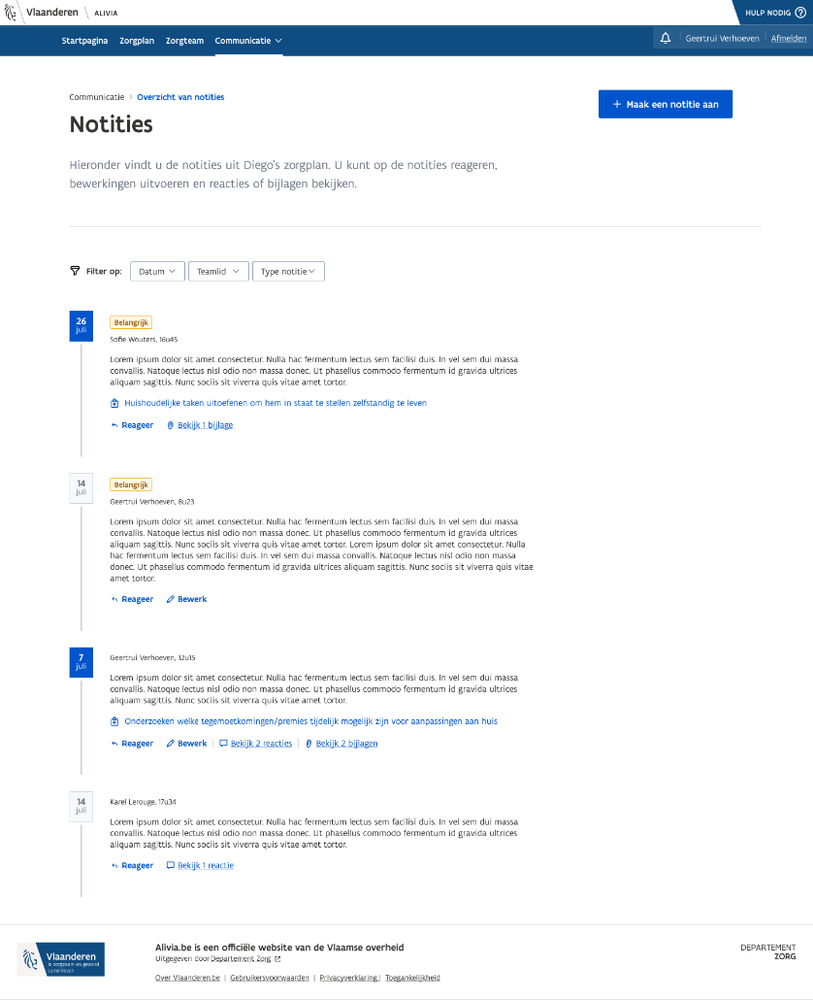 Vlaanderen
ALIVIA
HULP NODIG
Startpagina
Zorgplan
Zorgteam
Communicatie
Geertrui Verhoeven
Afmelden
Communicatie
Overzicht van notities
Maak een notitie aan
Notities
Hieronder vindt u de notities uit Diego's zorgplan. U kunt op de notities reageren,
bewerkingen uitvoeren en reacties of bijlagen bekijken.
Filter op:
Datum
Teamlid
Type notitie
26
juli
Belangrijk
Sofie Wouters, 16u45
Lorem ipsum dolor sit amet consectetur. Nulla hac fermentum lectus sem facilisi duis. In vel sem dui massa
convallis. Natoque lectus nisl odio non massa donec. Ut phasellus commodo fermentum id gravida ultrices
aliquam sagittis. Nunc sociis sit viverra quis vitae amet tortor.
Huishoudelijke taken uitoefenen om hem in staat te stellen zelfstandig te leven
Reageer
Bekijk 1 bijlage
14
juli
Belangrijk
Geertrui Verhoeven, 8u23
Lorem ipsum dolor sit amet consectetur. Nulla hac fermentum lectus sem facilisi duis. In vel sem dui massa
convallis. Natoque lectus nisl odio non massa donec. Ut phasellus commodo fermentum id gravida ultrices
aliquam sagittis. Nunc sociis sit viverra quis vitae amet tortor. Lorem ipsum dolor sit amet consectetur. Nulla
hac fermentum lectus sem facilisi duis. In vel sem dui massa convallis. Natoque lectus nisl odio non massa
donec. Ut phasellus commodo fermentum id gravida ultrices aliquam sagittis. Nunc sociis sit viverra quis vitae
amet tortor.
Reageer
Bewerk
7
juli
Geertrui Verhoeven, 12u15
Lorem ipsum dolor sit amet consectetur. Nulla hac fermentum lectus sem facilisi duis. In vel sem dui massa
convallis. Natoque lectus nisl odio non massa donec. Ut phasellus commodo fermentum id gravida ultrices
aliquam sagittis. Nunc sociis sit viverra quis vitae amet tortor.
Onderzoeken welke tegemoetkomingen/premies tijdelijk mogelijk zijn voor aanpassingen aan huis
Reageer
Bewerk
Bekijk 2 reacties
Bekijk 2 bijlagen
14
juli
Karel Lerouge, 17u34
Lorem ipsum dolor sit amet consectetur. Nulla hac fermentum lectus sem facilisi duis. In vel sem dui massa
convallis. Natoque lectus nisl odio non massa donec. Ut phasellus commodo fermentum id gravida ultrices
aliquam sagittis. Nunc sociis sit viverra quis vitae amet tortor.
Reageer
Bekijk 1 reactie
Vlaanderen
is zorgzaam en gezond
samenleven
Alivia.be is een officiële website van de Vlaamse overheid
Uitgegeven door Departement Zorg
Over Vlaanderen.be | Gebruikersvoorwaarden | Privacyverklaring | Toegankelijkheid
DEPARTEMENT
ZORG